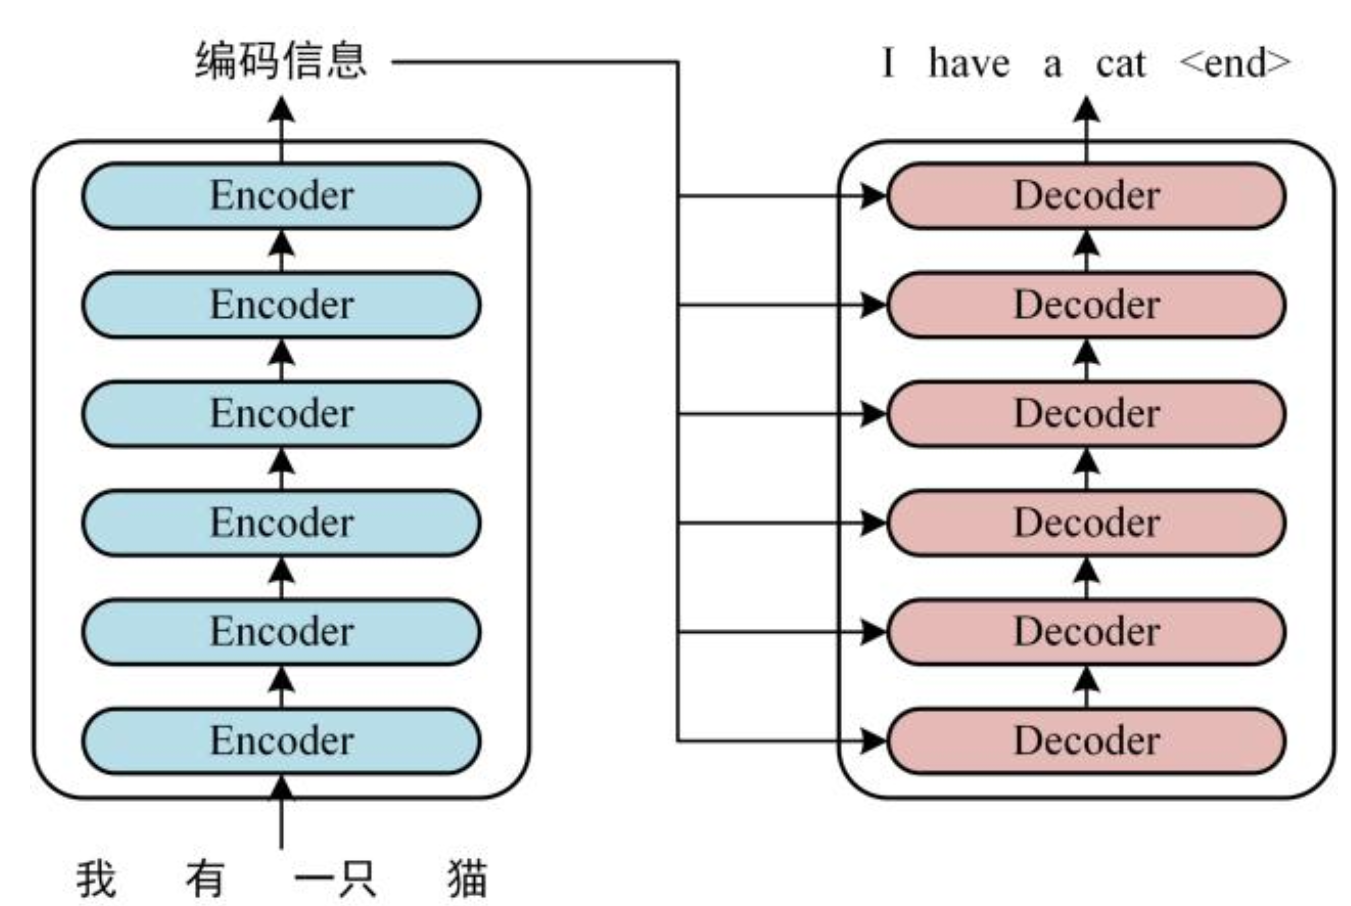 编码信息
I have a cat <end>
Encoder
Encoder
Encoder
Encoder
Encoder
Encoder
Decoder
Decoder
Decoder
Decoder
Decoder
Decoder
我 有 一只 猫